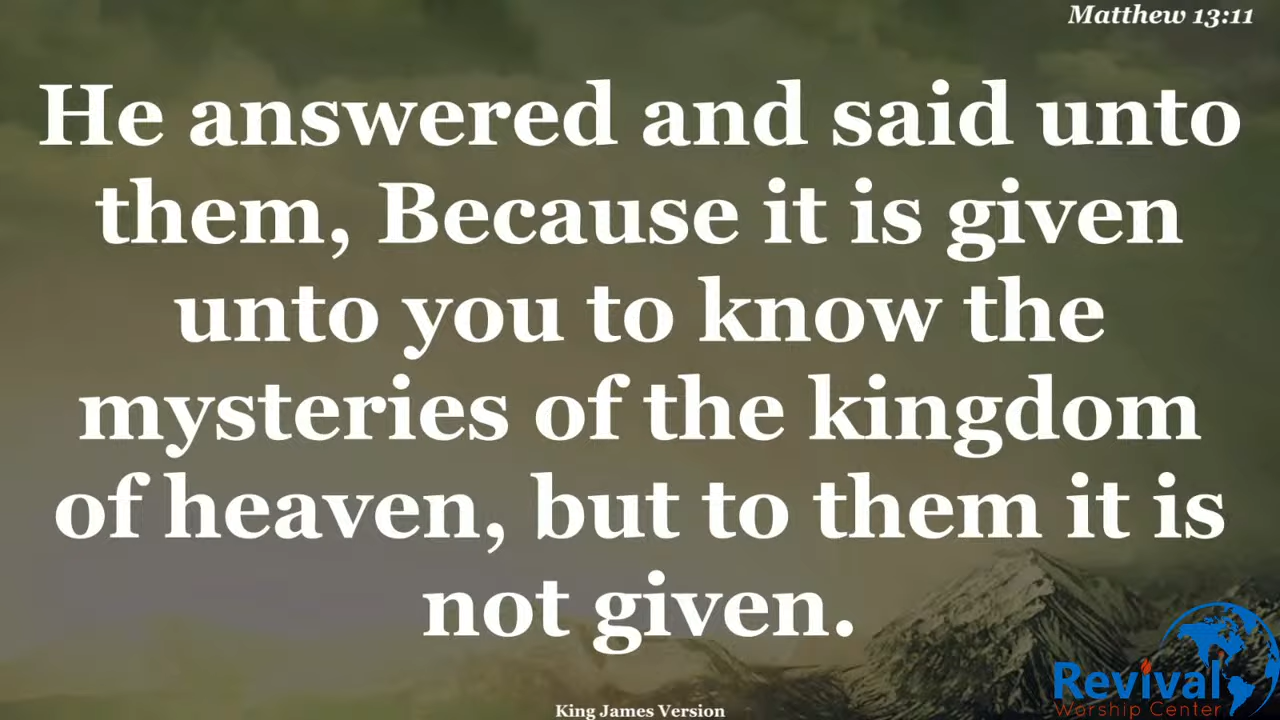 Matthew 13:11
He answered and said unto
them, Because it is given
unto you to know the
mysteries of the kingdom
of heaven, but to them it is
not given.
King James Version
Revival
Worship Center